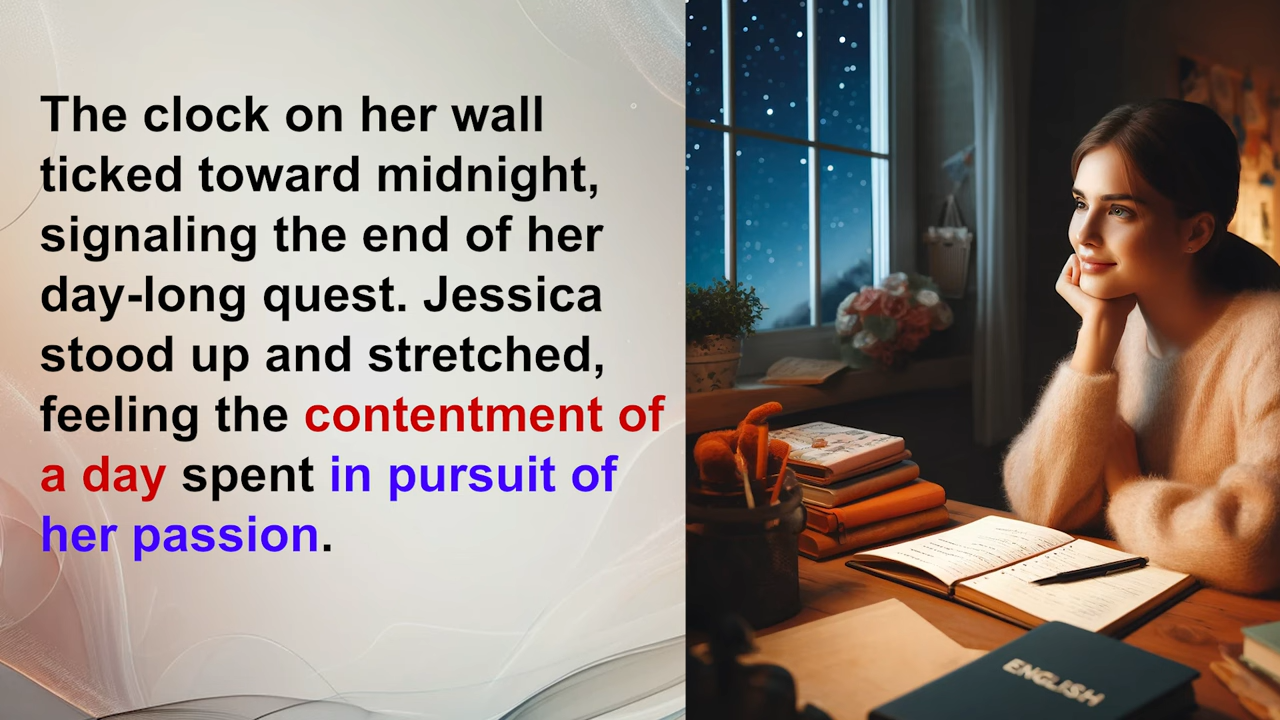 The clock on her wall
ticked toward midnight,
signaling the end of her
day-long quest. Jessica
stood up and stretched,
feeling the contentment of
a day spent in pursuit of
her passion.
ENGLISH